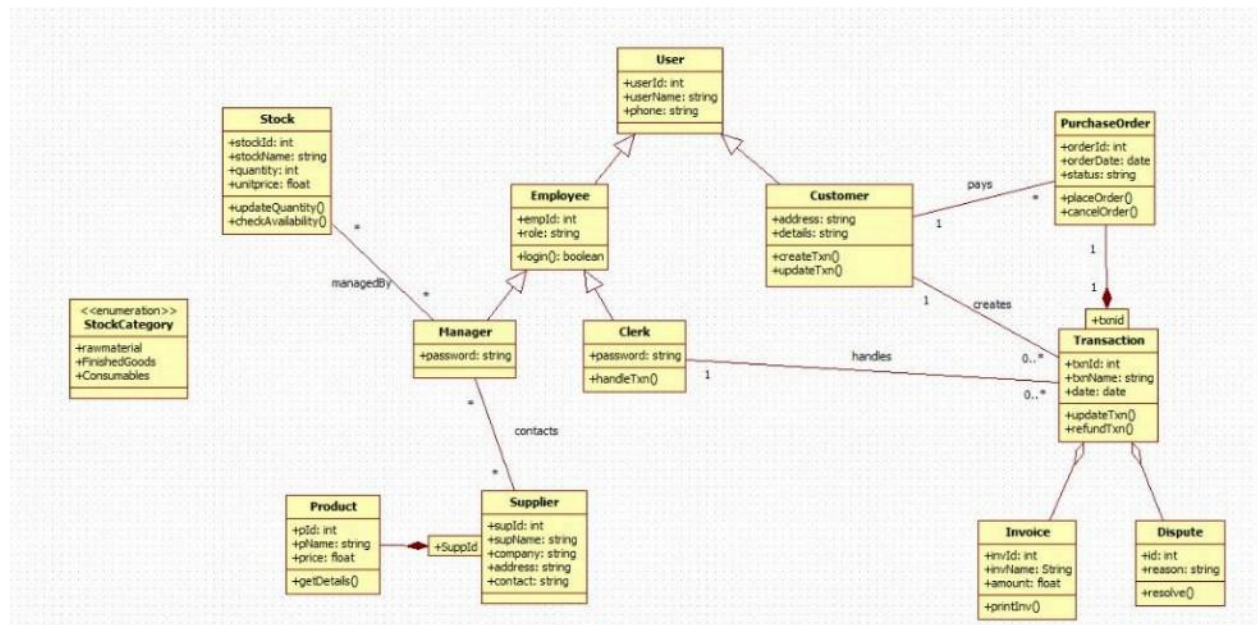 User
+userId: int
+userName: string
+phone: string
Stock
+stockId: int
+stockName: string
+quantity: int
+unitprice: float
+updateQuantity()
+checkAvailability()
PurchaseOrder
+orderId: int
+orderDate: date
+status: string
+placeOrder()
+cancelOrder()
Employee
+empId: int
+role: string
+login(): boolean
Customer
+address: string
+details: string
+createTxn()
+updateTxn()
pays
1
*
*
managedBy
*
<<enumeration>>
StockCategory
+rawmaterial
+FinishedGoods
+Consumables
Manager
+password: string
Clerk
+password: string
+handleTxn()
1
handles
0..*
1
creates
0..*
1
1
+txnid
Transaction
+txnId: int
+txnName: string
+date: date
+updateTxn()
+refundTxn()
*
contacts
*
Product
+pId: int
+pName: string
+price: float
+getDetails()
+SuppId
Supplier
+supId: int
+supName: string
+company: string
+address: string
+contact: string
Invoice
+invId: int
+invName: String
+amount: float
+printInv()
Dispute
+id: int
+reason: string
+resolve()